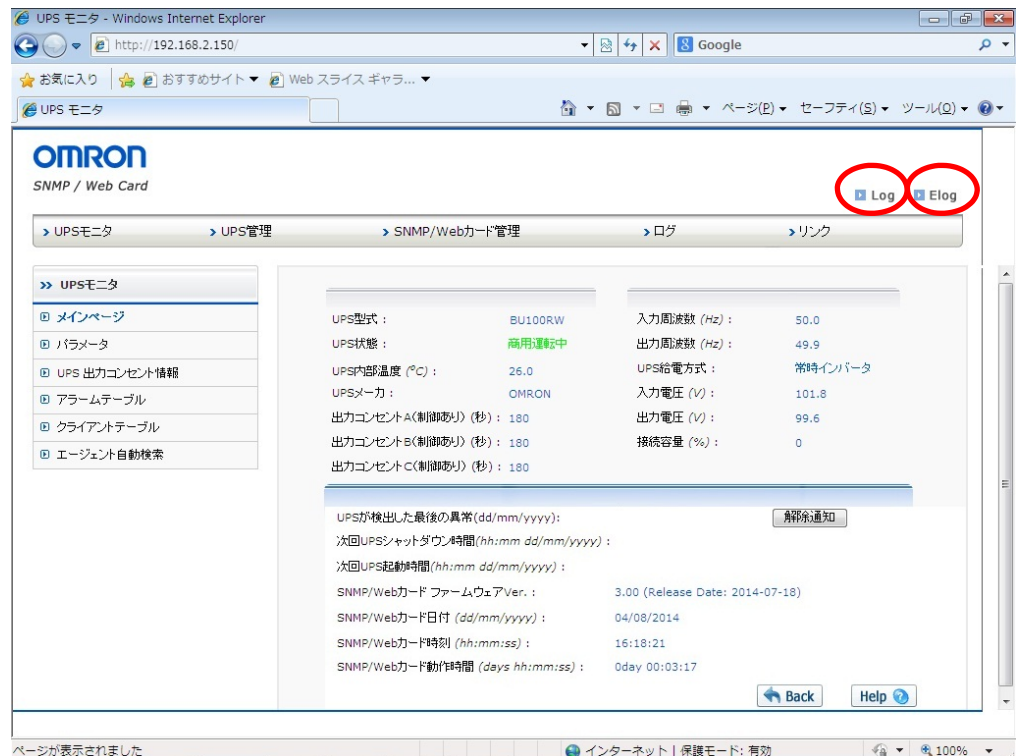 UPS モニタ - Windows Internet Explorer
http://192.168.2.150/
Google
お気に入り おすすめサイト ▼ Web スライス ギャラ... ▼
UPS モニタ
ページ(P) ▼ セーフティ(S) ▼ ツール(O) ▼
OMRON
SNMP / Web Card
Log Elog
UPSモニタ UPS管理 SNMP/Webカード管理 ログ リンク
UPSモニタ
メインページ
パラメータ
UPS 出力コンセント情報
アラームテーブル
クライアントテーブル
エージェント自動検索
UPS型式 : BU100RW 入力周波数 (Hz) : 50.0
UPS状態 : 商用運転中 出力周波数 (Hz) : 49.9
UPS内部温度 (°C) : 26.0 UPS給電方式 : 常時インバータ
UPSメーカ : OMRON 入力電圧 (V) : 101.8
出力コンセントA(制御あり) (秒) : 180 出力電圧 (V) : 99.6
出力コンセントB(制御あり) (秒) : 180 接続容量 (%) : 0
出力コンセントC(制御あり) (秒) : 180
UPSが検出した最後の異常(dd/mm/yyyy): 解除通知
次回UPSシャットダウン時間(hh:mm dd/mm/yyyy) :
次回UPS起動時間(hh:mm dd/mm/yyyy) :
SNMP/Webカード ファームウェアVer. : 3.00 (Release Date: 2014-07-18)
SNMP/Webカード日付 (dd/mm/yyyy) : 04/08/2014
SNMP/Webカード時刻 (hh:mm:ss) : 16:18:21
SNMP/Webカード動作時間 (days hh:mm:ss) : 0day 00:03:17
Back Help
ページが表示されました インターネット | 保護モード: 有効 100%